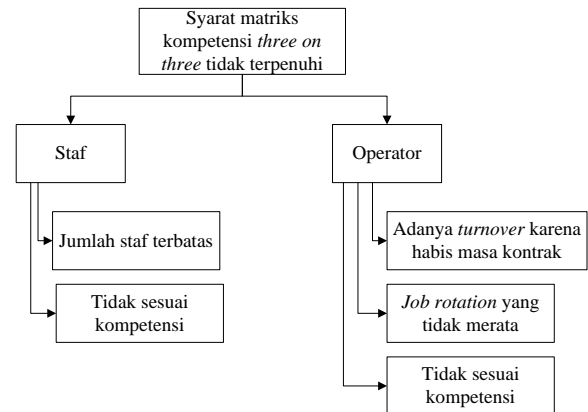 Syarat matriks
kompetensi three on
three tidak terpenuhi
Staf
Operator
Jumlah staf terbatas
Tidak sesuai
kompetensi
Adanya turnover karena
habis masa kontrak
Job rotation yang
tidak merata
Tidak sesuai
kompetensi